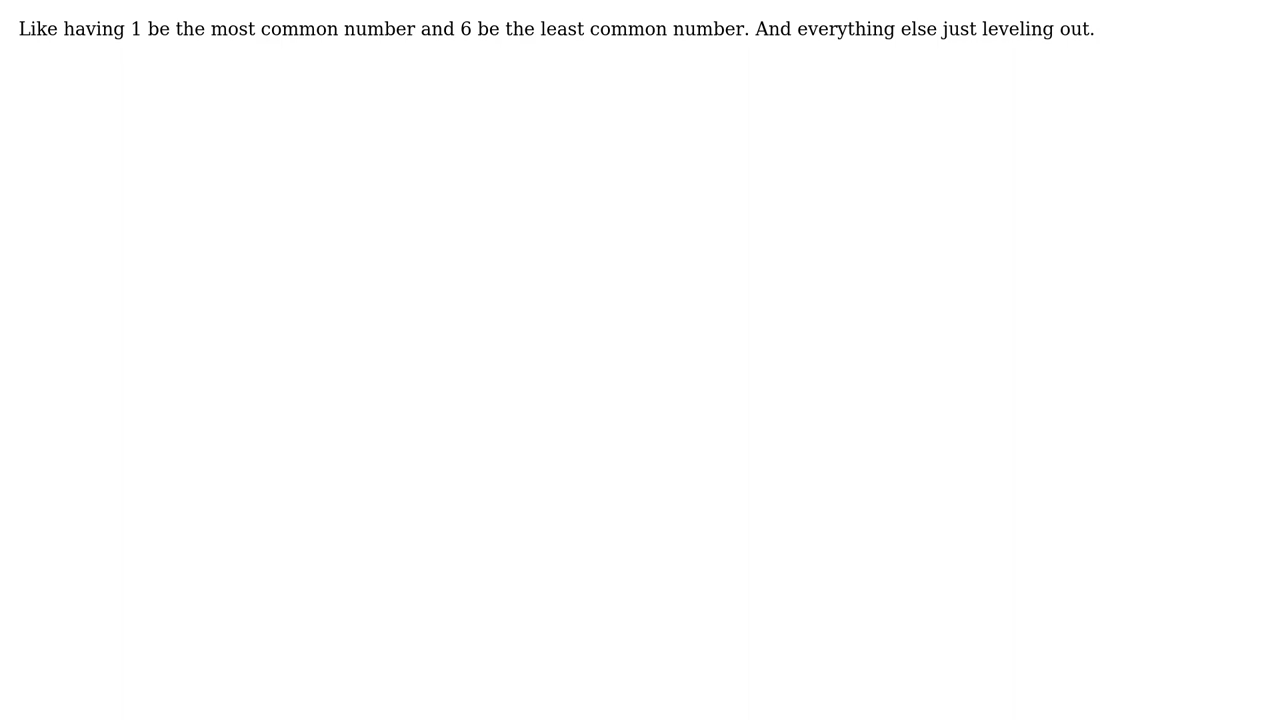 Like having 1 be the most common number and 6 be the least common number. And everything else just leveling out.